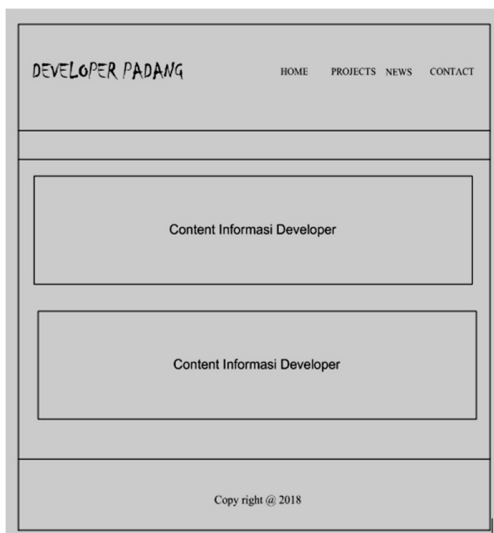 DEVELOPER PADANG
HOME PROJECTS NEWS CONTACT
Content Informasi Developer
Content Informasi Developer
Copy right @ 2018